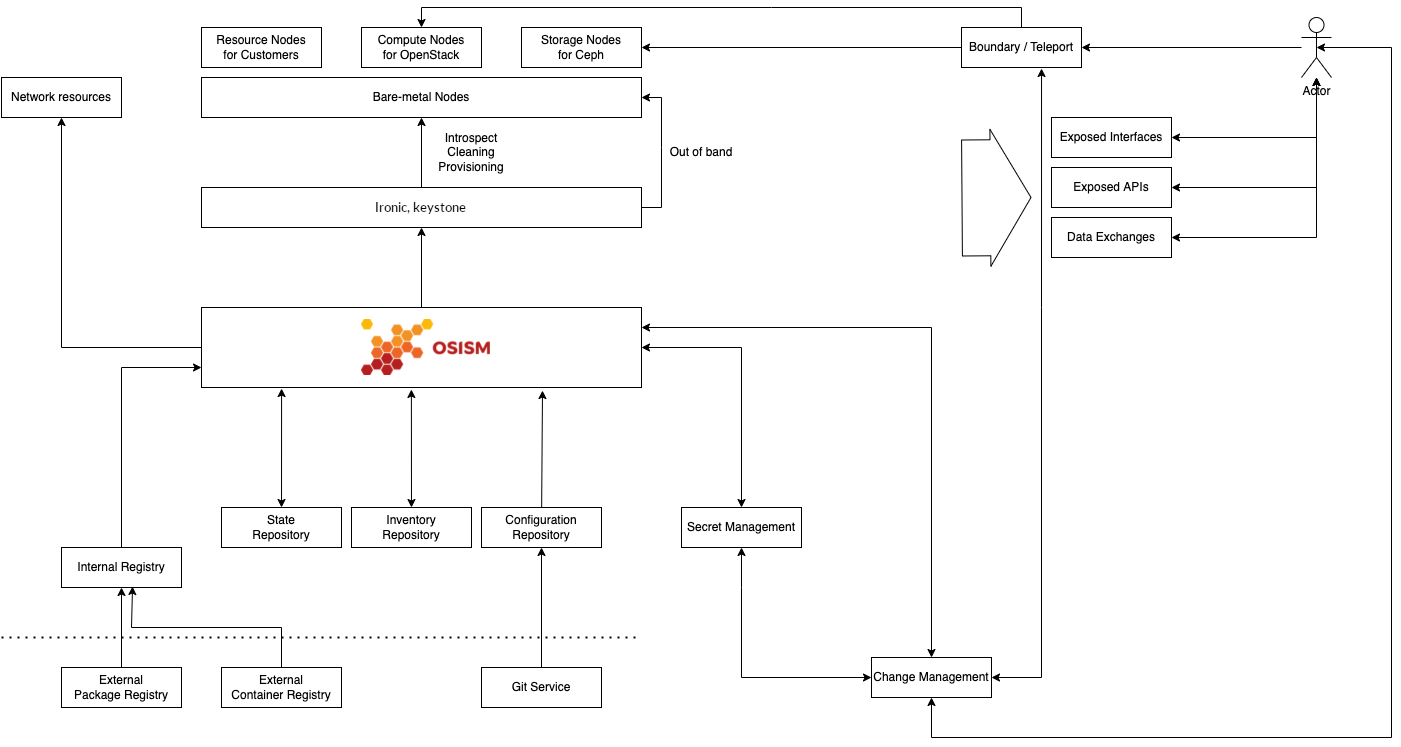 Resource Nodes
for Customers
Compute Nodes
for OpenStack
Storage Nodes
for Ceph
Boundary / Teleport
Actor
Network resources
Bare-metal Nodes
Introspect
Cleaning
Provisioning
Out of band
Exposed Interfaces
Exposed APIs
Data Exchanges
Ironic, keystone
OSISM
State
Repository
Inventory
Repository
Configuration
Repository
Secret Management
Internal Registry
External
Package Registry
External
Container Registry
Git Service
Change Management